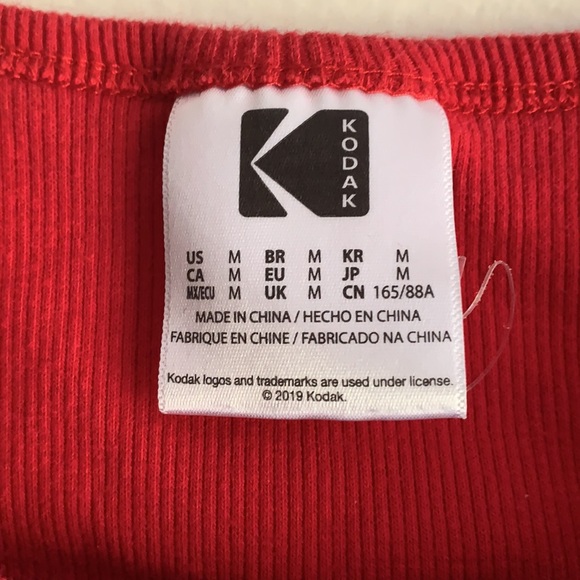 KODAK
US M BR M KR M
CA M EU M JP M
MX/ECU M UK M CN 165/88A
MADE IN CHINA / HECHO EN CHINA
FABRIQUE EN CHINE / FABRICADO NA CHINA
Kodak logos and trademarks are used under license.
© 2019 Kodak.